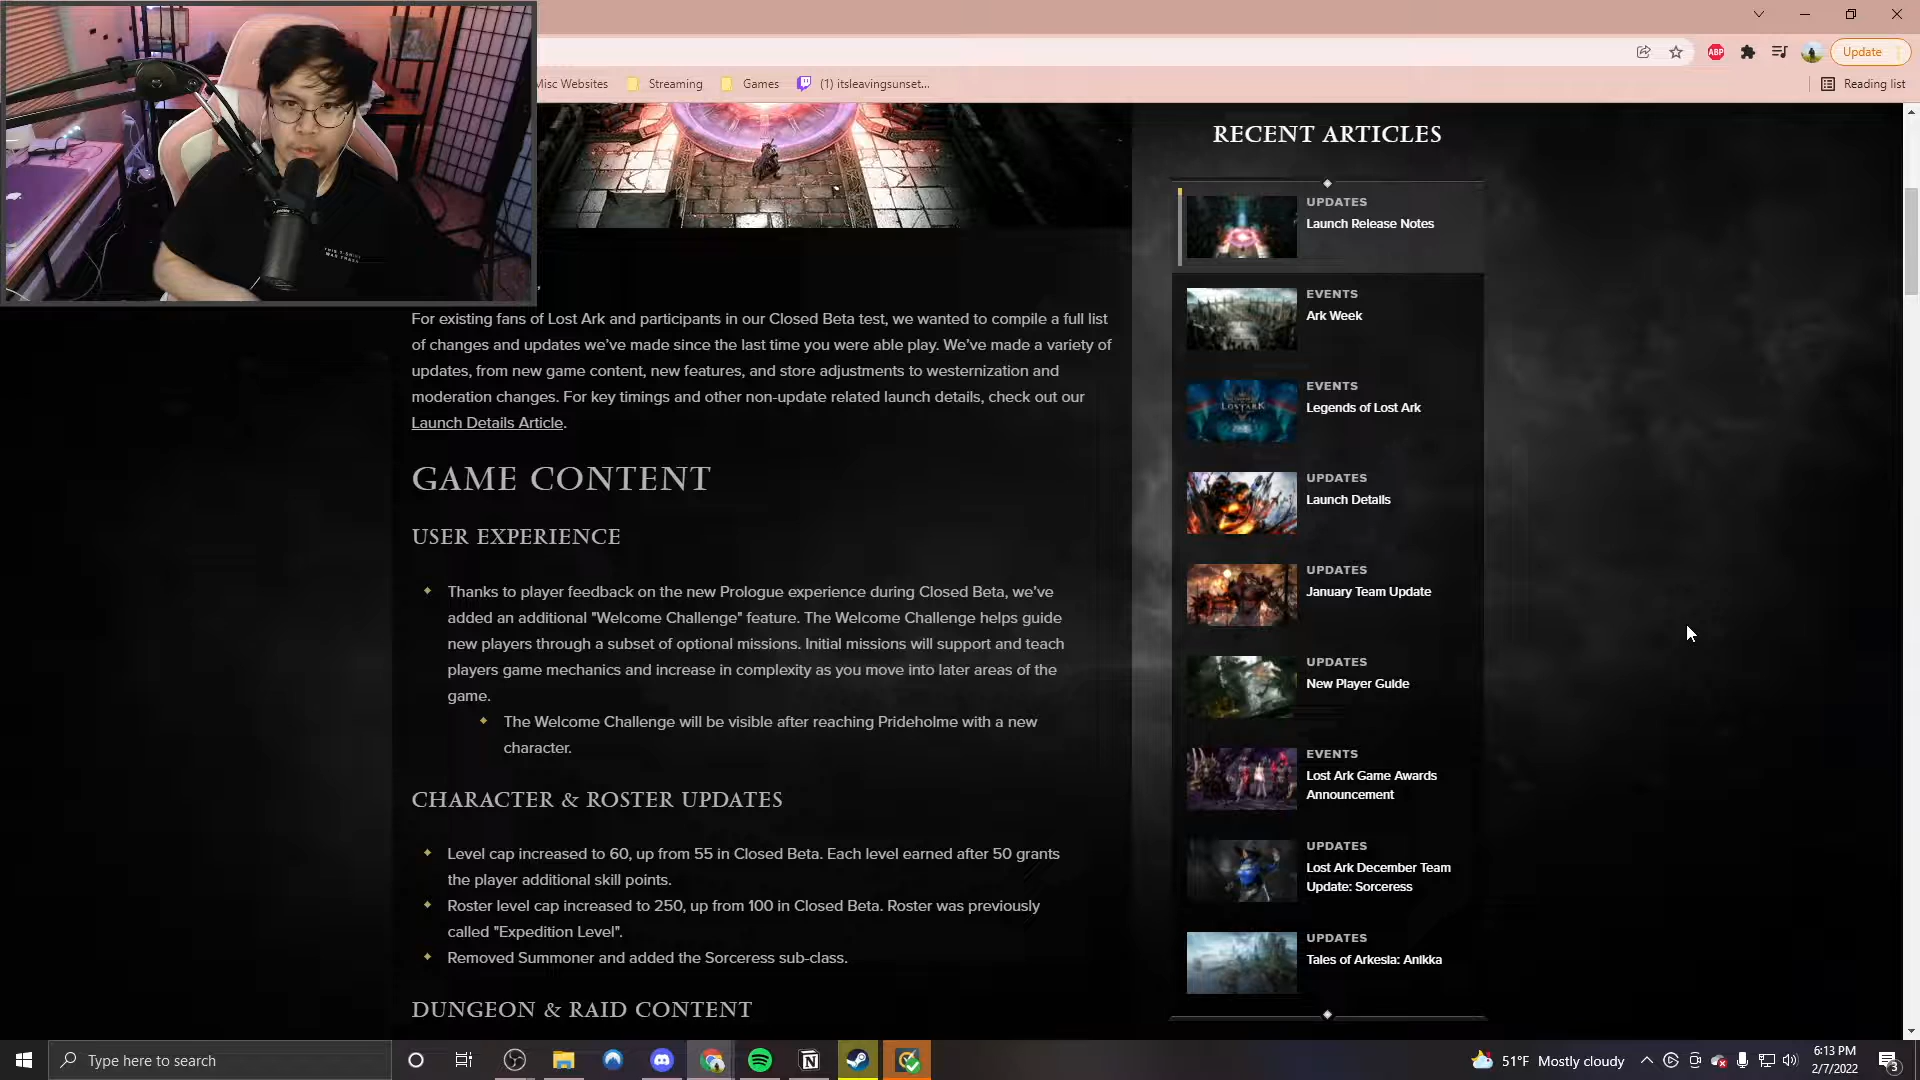 Update
Misc Websites
Streaming
Games
(1) itsleavingsunset...
Reading list
ABP
For existing fans of Lost Ark and participants in our Closed Beta test, we wanted to compile a full list
of changes and updates we've made since the last time you were able play. We've made a variety of
updates, from new game content, new features, and store adjustments to westernization and
moderation changes. For key timings and other non-update related launch details, check out our
Launch Details Article.
GAME CONTENT
USER EXPERIENCE
Thanks to player feedback on the new Prologue experience during Closed Beta, we've
added an additional "Welcome Challenge" feature. The Welcome Challenge helps guide
new players through a subset of optional missions. Initial missions will support and teach
players game mechanics and increase in complexity as you move into later areas of the
game.
The Welcome Challenge will be visible after reaching Prideholme with a new
character.
CHARACTER & ROSTER UPDATES
Level cap increased to 60, up from 55 in Closed Beta. Each level earned after 50 grants
the player additional skill points.
Roster level cap increased to 250, up from 100 in Closed Beta. Roster was previously
called "Expedition Level".
Removed Summoner and added the Sorceress sub-class.
DUNGEON & RAID CONTENT
RECENT ARTICLES
UPDATES
Launch Release Notes
EVENTS
Ark Week
EVENTS
Legends of Lost Ark
LOST ARK
UPDATES
Launch Details
UPDATES
January Team Update
UPDATES
New Player Guide
EVENTS
Lost Ark Game Awards
Announcement
UPDATES
Lost Ark December Team
Update: Sorceress
UPDATES
Tales of Arkesia: Anikka
Type here to search
51°F Mostly cloudy
6:13 PM
2/7/2022
3